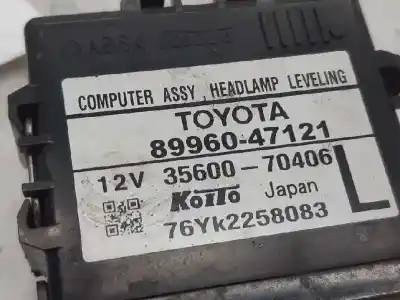 COMPUTER ASSY, HEADLAMP LEVELING
TOYOTA
89960-47121
12V 35600-70406
KOITO Japan L
76Yk2258083